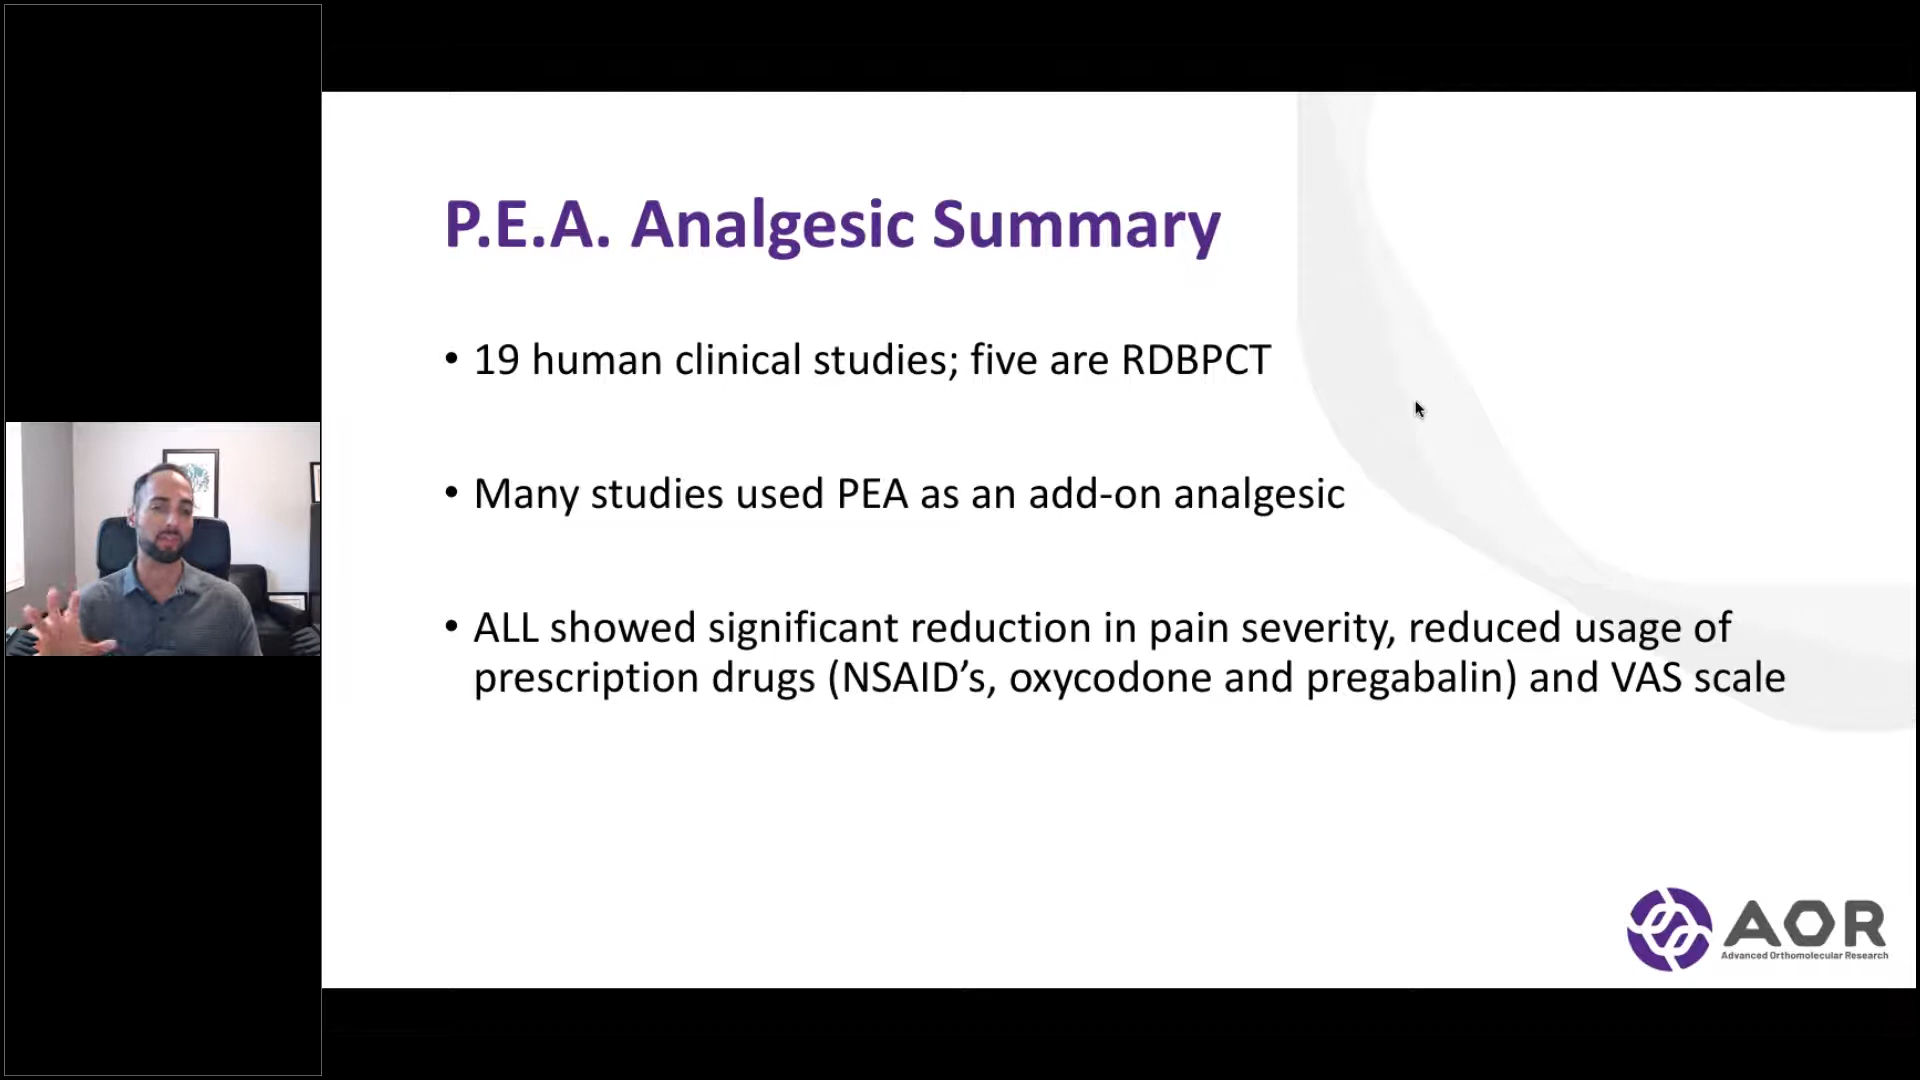 P.E.A. Analgesic Summary
• 19 human clinical studies; five are RDBPCT
• Many studies used PEA as an add-on analgesic
• ALL showed significant reduction in pain severity, reduced usage of
prescription drugs (NSAID’s, oxycodone and pregabalin) and VAS scale
AOR
Advanced Orthomolecular Research